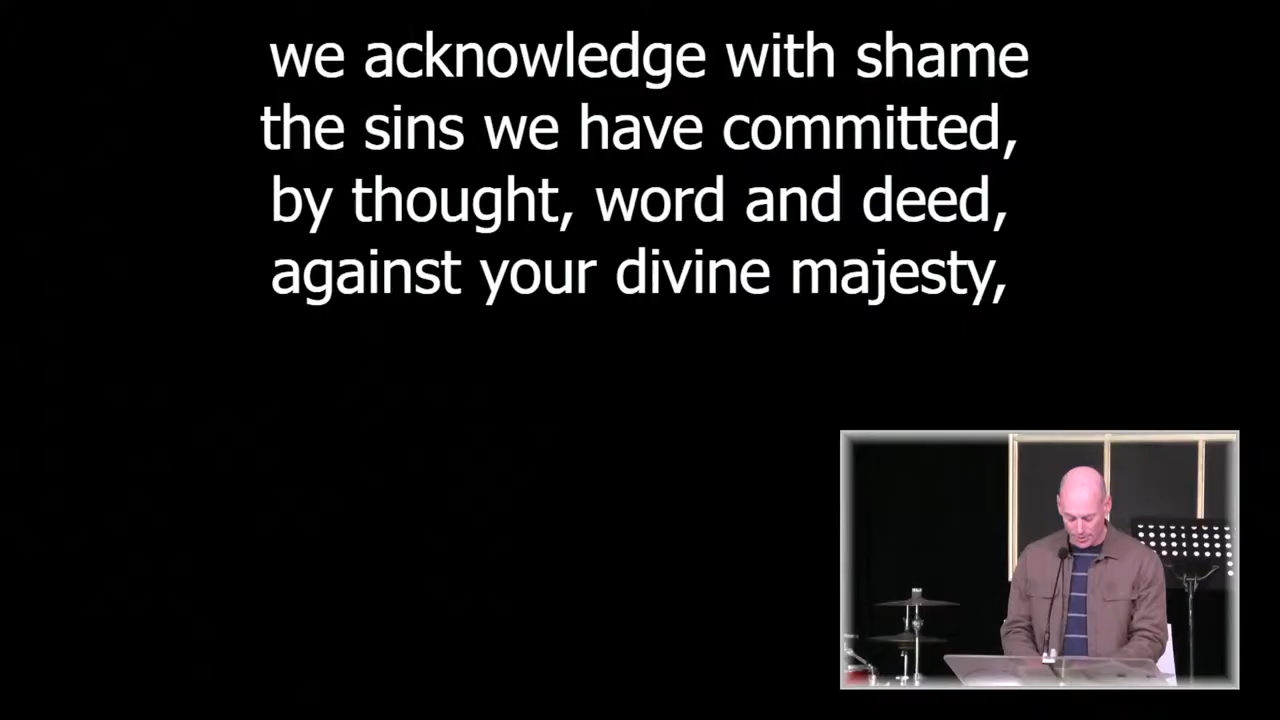 we acknowledge with shame
the sins we have committed,
by thought, word and deed,
against your divine majesty,